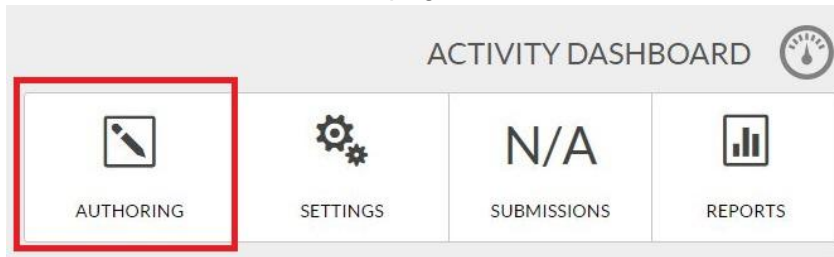 ACTIVITY DASHBOARD
N/A
AUTHORING SETTINGS SUBMISSIONS REPORTS